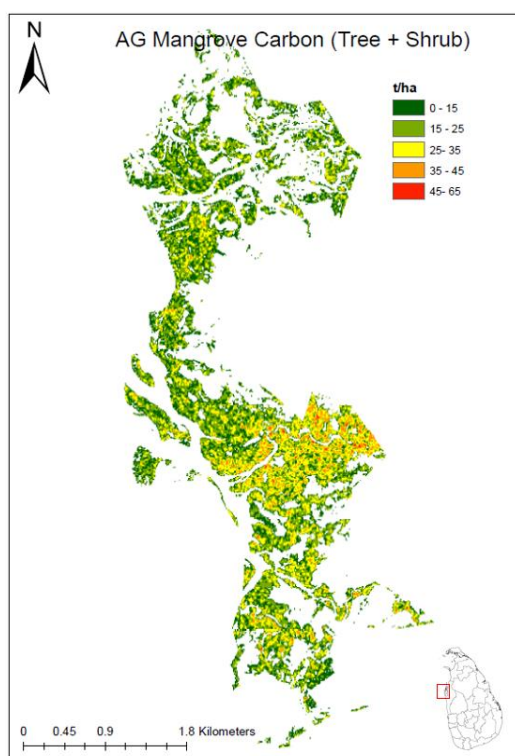 N
AG Mangrove Carbon (Tree + Shrub)
t/ha
0 - 15
15 - 25
25- 35
35 - 45
45- 65
0 0.45 0.9 1.8 Kilometers